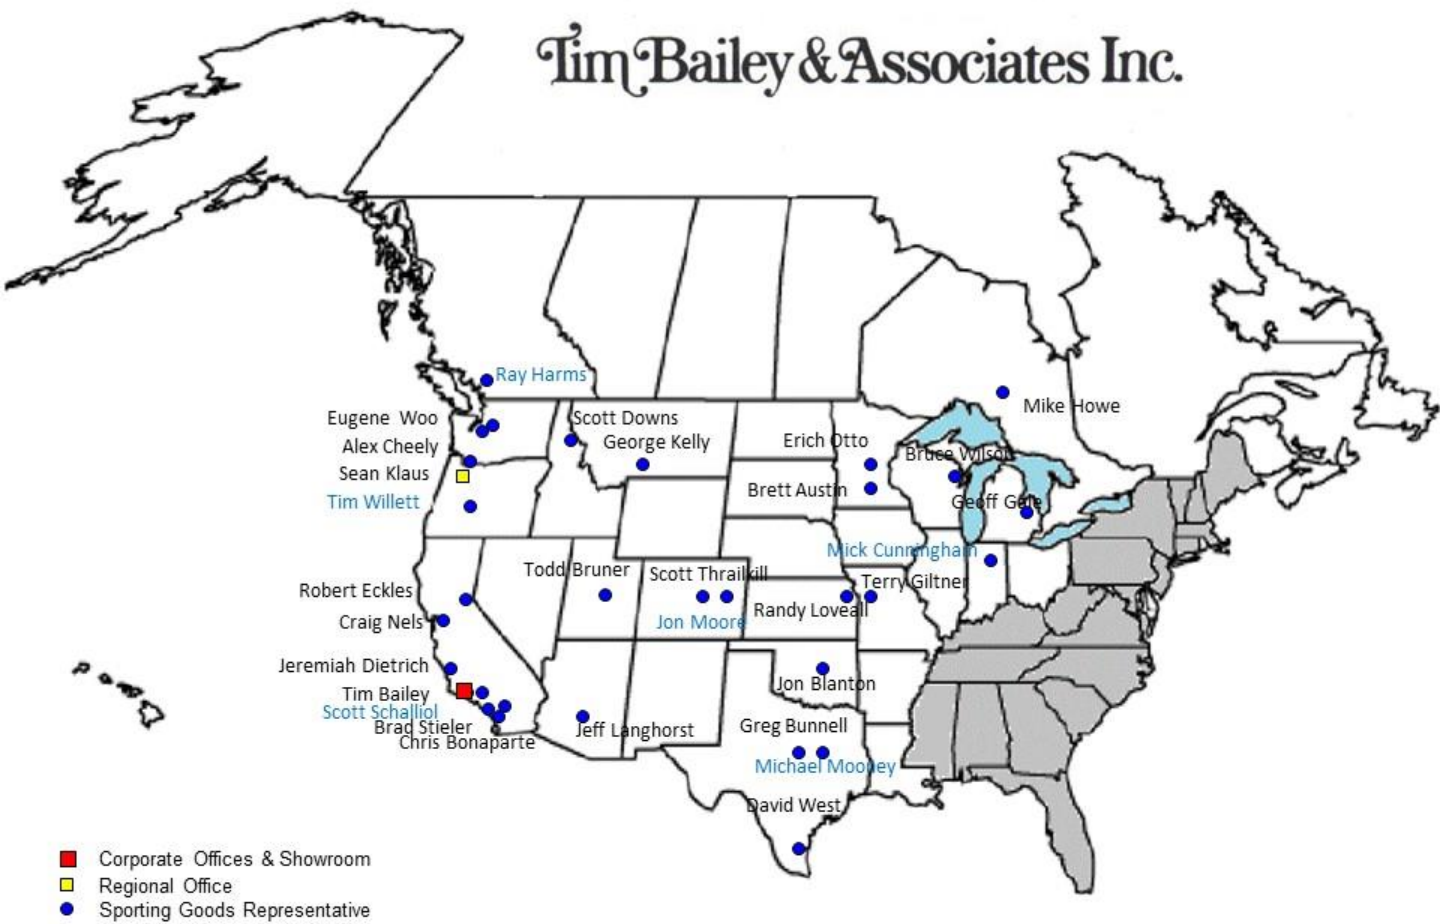 Tim Bailey & Associates Inc.
Ray Harms
Eugene Woo
Scott Downs
Mike Howe
Alex Cheely
George Kelly
Erich Otto
Bruce Wilson
Sean Klaus
Brett Austin
Geoff Gale
Tim Willett
Mick Cunningham
Todd Bruner
Scott Thrailkill
Terry Giltner
Robert Eckles
Randy Loveall
Craig Nels
Jon Moore
Jeremiah Dietrich
Jon Blanton
Tim Bailey
Scott Schalliol
Brad Stieler
Jeff Langhorst
Greg Bunnell
Chris Bonaparte
Michael Mooney
David West
Corporate Offices & Showroom
Regional Office
Sporting Goods Representative